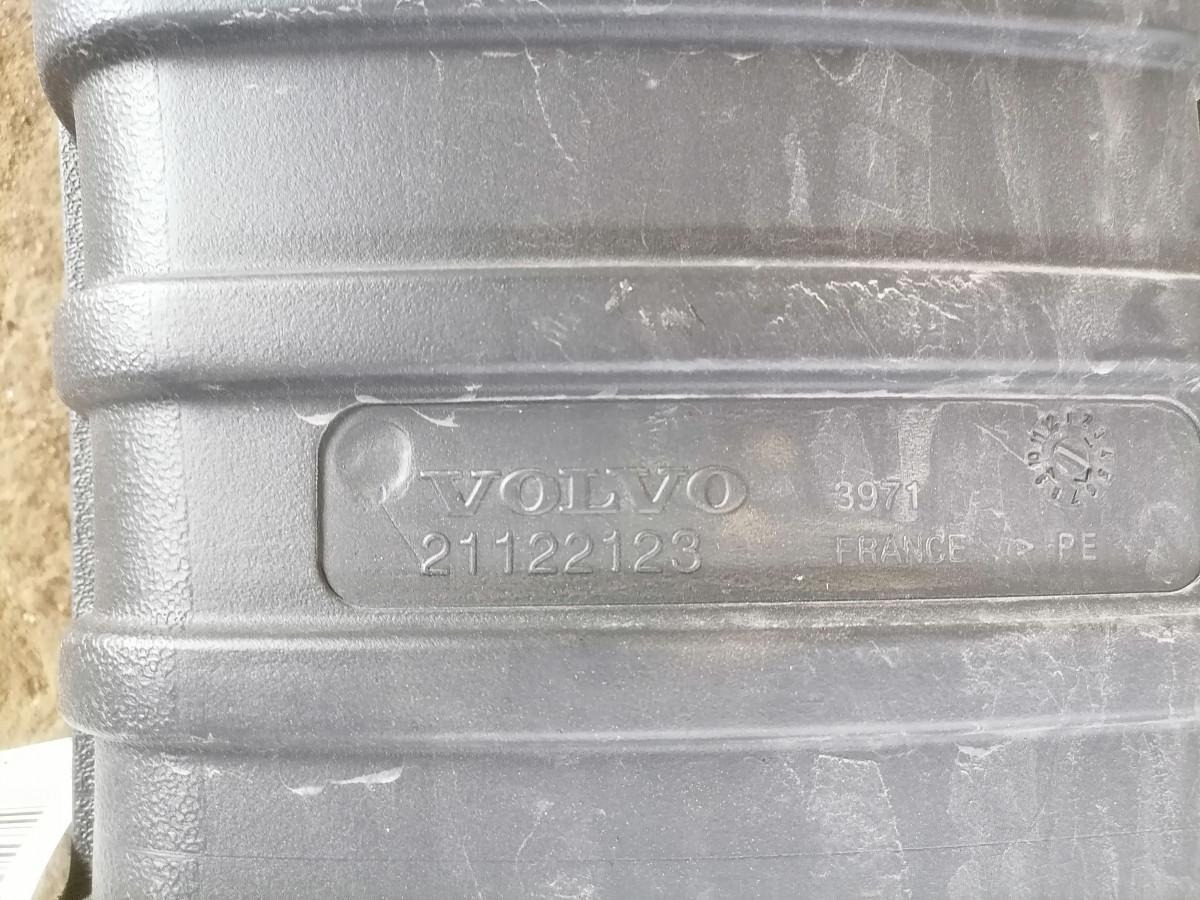 VOLVO
21122123
3971
FRANCE > PE